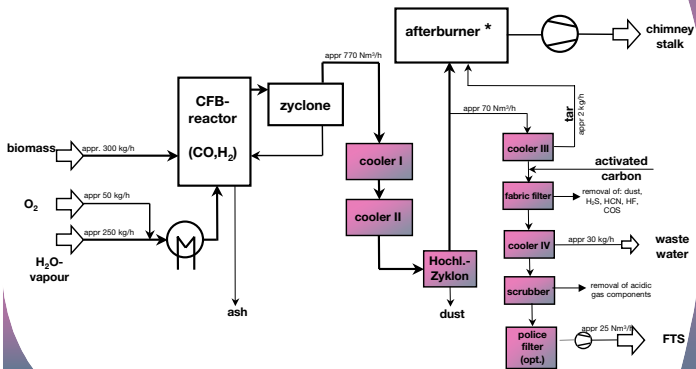 afterburner *
chimney
stalk
appr 770 Nm³/h
CFB-
reactor
(CO,H₂)
zyclone
appr 70 Nm³/h
tar
appr 2 kg/h
biomass
appr. 300 kg/h
cooler I
cooler III
activated
carbon
O₂
appr 50 kg/h
cooler II
fabric filter
removal of: dust,
H₂S, HCN, HF,
COS
H₂O-
vapour
appr 250 kg/h
cooler IV
appr 30 kg/h
waste
water
Hochl.-
Zyklon
scrubber
removal of acidic
gas components
ash
dust
police
filter
(opt.)
appr 25 Nm³/h
FTS